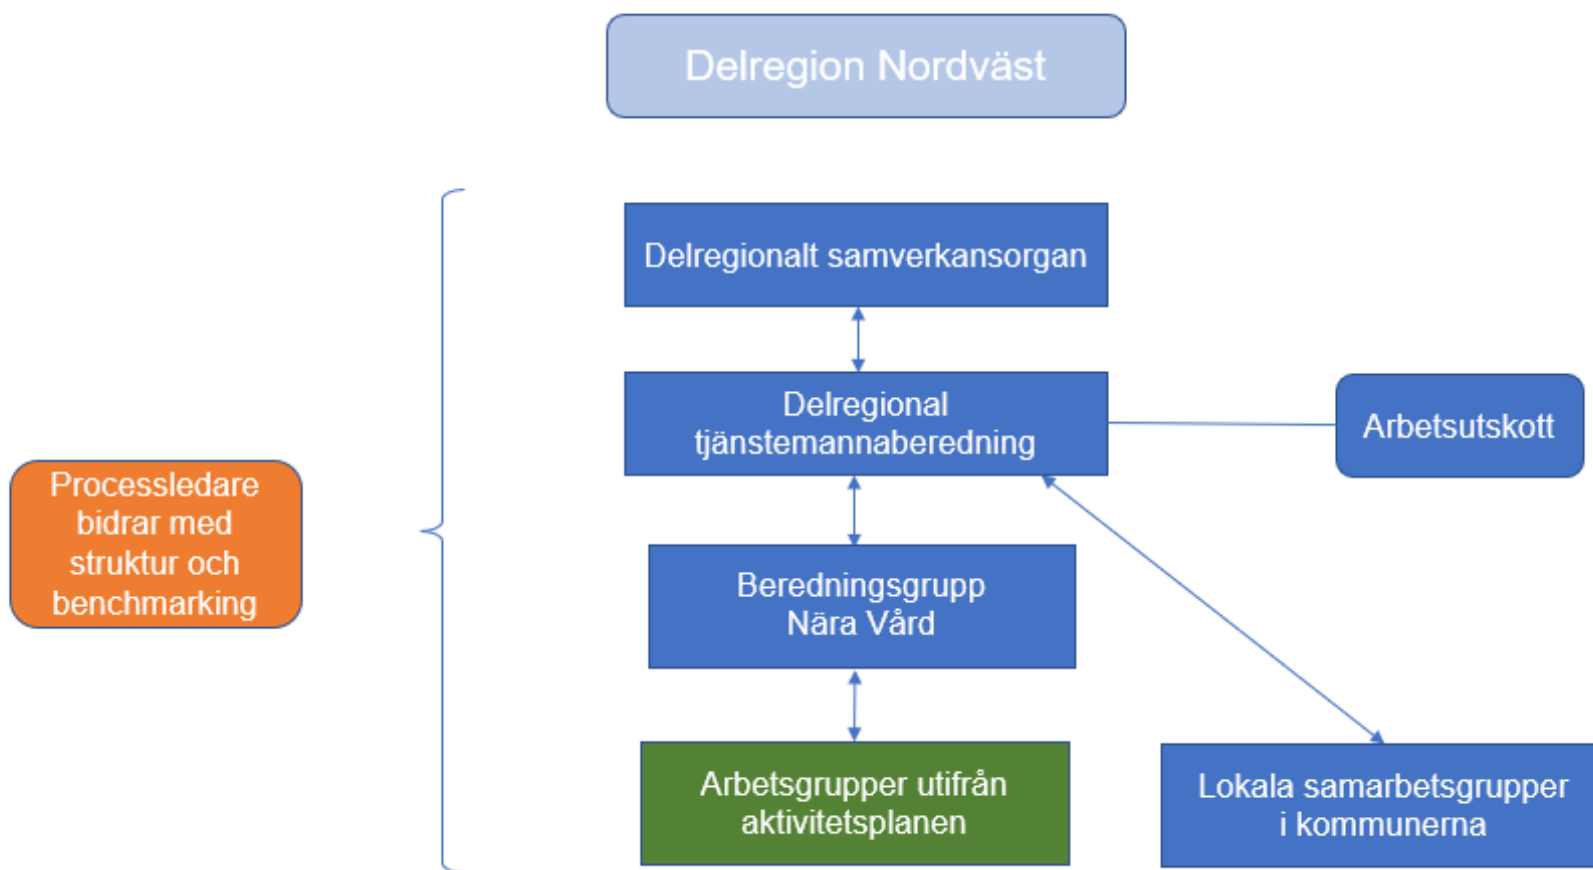 Delregion Nordväst
Delregionalt samverkansorgan
Delregional
tjänstemannaberedning
Arbetsutskott
Processledare
bidrar med
struktur och
benchmarking
Beredningsgrupp
Nära Vård
Arbetsgrupper utifrån
aktivitetsplanen
Lokala samarbetsgrupper
i kommunerna